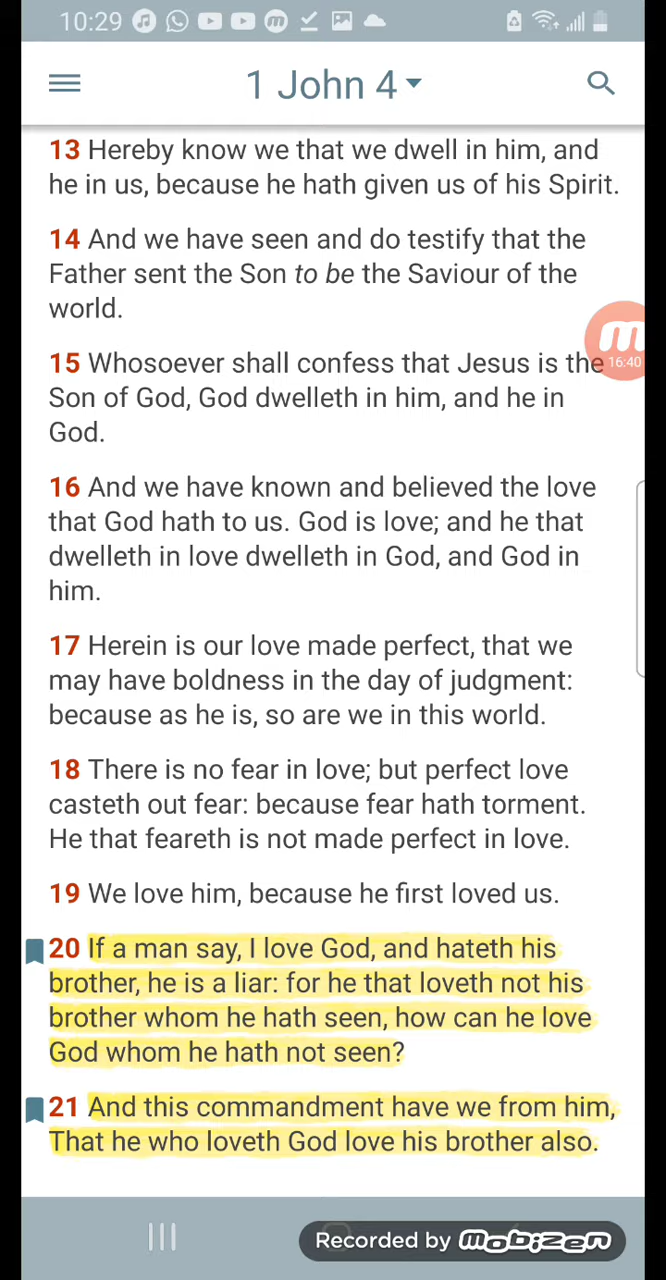 10:29
1 John 4
13 Hereby know we that we dwell in him, and
he in us, because he hath given us of his Spirit.
14 And we have seen and do testify that the
Father sent the Son to be the Saviour of the
world.
m
15 Whosoever shall confess that Jesus is the
16:40
Son of God, God dwelleth in him, and he in
God.
16 And we have known and believed the love
that God hath to us. God is love; and he that
dwelleth in love dwelleth in God, and God in
him.
17 Herein is our love made perfect, that we
may have boldness in the day of judgment:
because as he is, so are we in this world.
18 There is no fear in love; but perfect love
casteth out fear: because fear hath torment.
He that feareth is not made perfect in love.
19 We love him, because he first loved us.
20 If a man say, I love God, and hateth his
brother, he is a liar: for he that loveth not his
brother whom he hath seen, how can he love
God whom he hath not seen?
21 And this commandment have we from him,
That he who loveth God love his brother also.
Recorded by mobizen